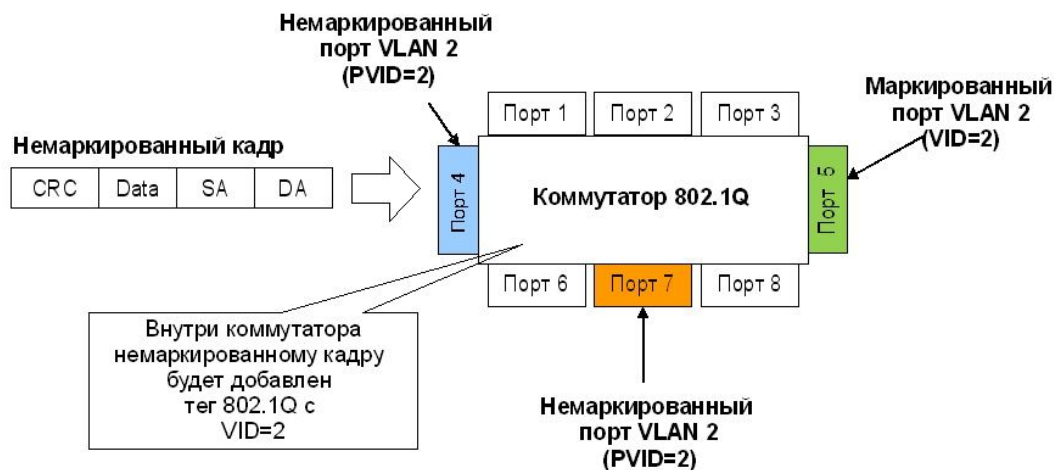 Немаркированный
порт VLAN 2
(PVID=2)
Маркированный
порт VLAN 2
(VID=2)
Порт 1
Порт 2
Порт 3
Немаркированный кадр
CRC
Data
SA
DA
Порт 4
Коммутатор 802.1Q
Порт 5
Порт 6
Порт 7
Порт 8
Внутри коммутатора
немаркированному кадру
будет добавлен
тег 802.1Q с
VID=2
Немаркированный
порт VLAN 2
(PVID=2)